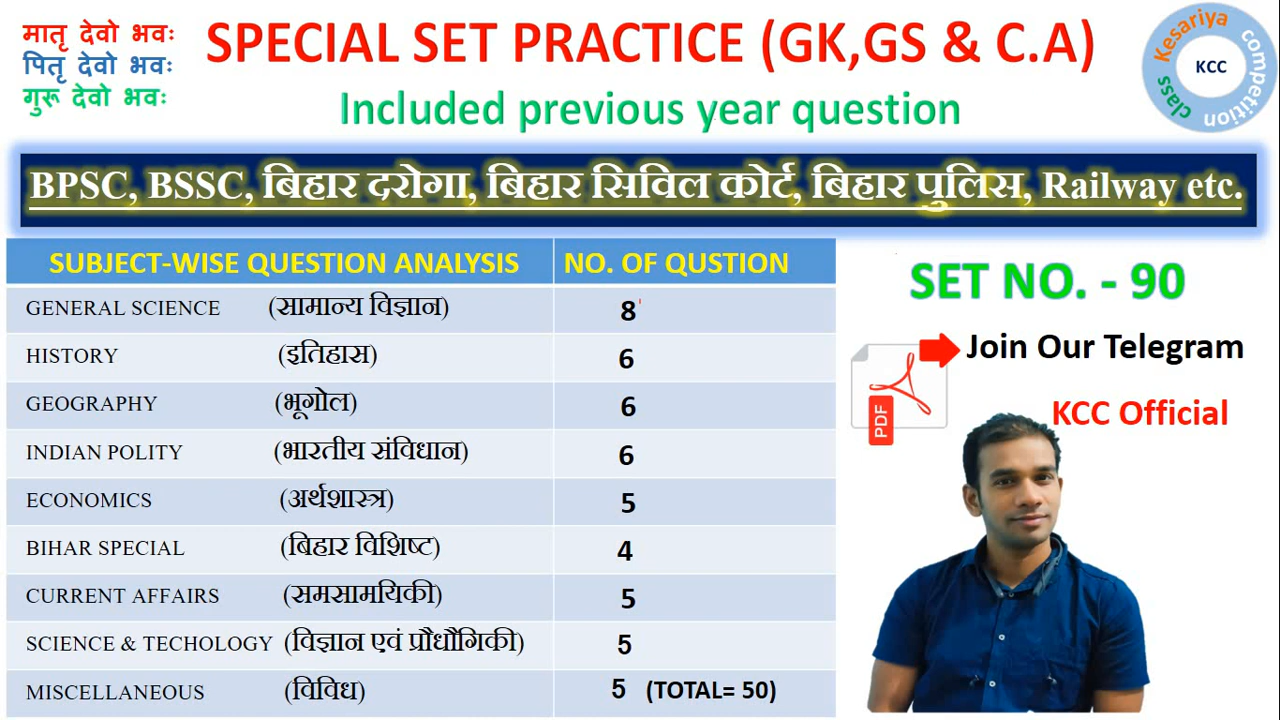 मातृ देवो भवः
पितृ देवो भवः
गुरू देवो भवः
SPECIAL SET PRACTICE (GK,GS & C.A)
Included previous year question
Kesariya competition class
KCC
BPSC, BSSC, बिहार दरोगा, बिहार सिविल कोर्ट, बिहार पुलिस, Railway etc.
SUBJECT-WISE QUESTION ANALYSIS NO. OF QUSTION
GENERAL SCIENCE (सामान्य विज्ञान) 8
HISTORY (इतिहास) 6
GEOGRAPHY (भूगोल) 6
INDIAN POLITY (भारतीय संविधान) 6
ECONOMICS (अर्थशास्त्र) 5
BIHAR SPECIAL (बिहार विशिष्ट) 4
CURRENT AFFAIRS (समसामयिकी) 5
SCIENCE & TECHOLOGY (विज्ञान एवं प्रौधौगिकी) 5
MISCELLANEOUS (विविध) 5 (TOTAL= 50)
SET NO. - 90
Join Our Telegram
PDF
KCC Official